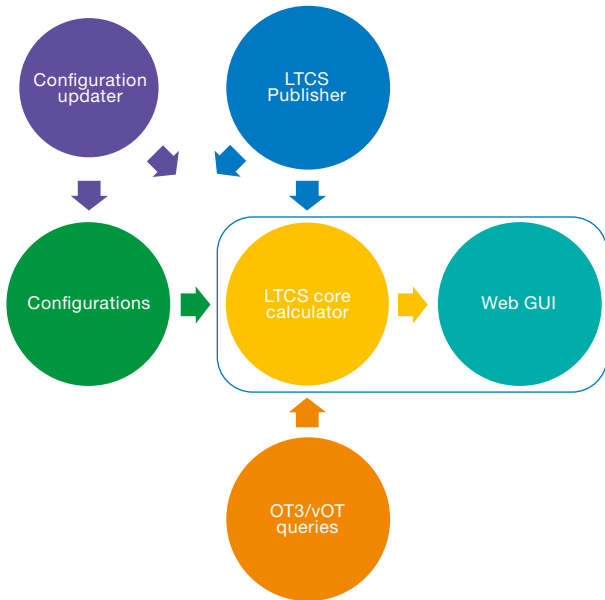 Configuration
updater
LTCS
Publisher
Configurations
LTCS core
calculator
Web GUI
OT3/vOT
queries